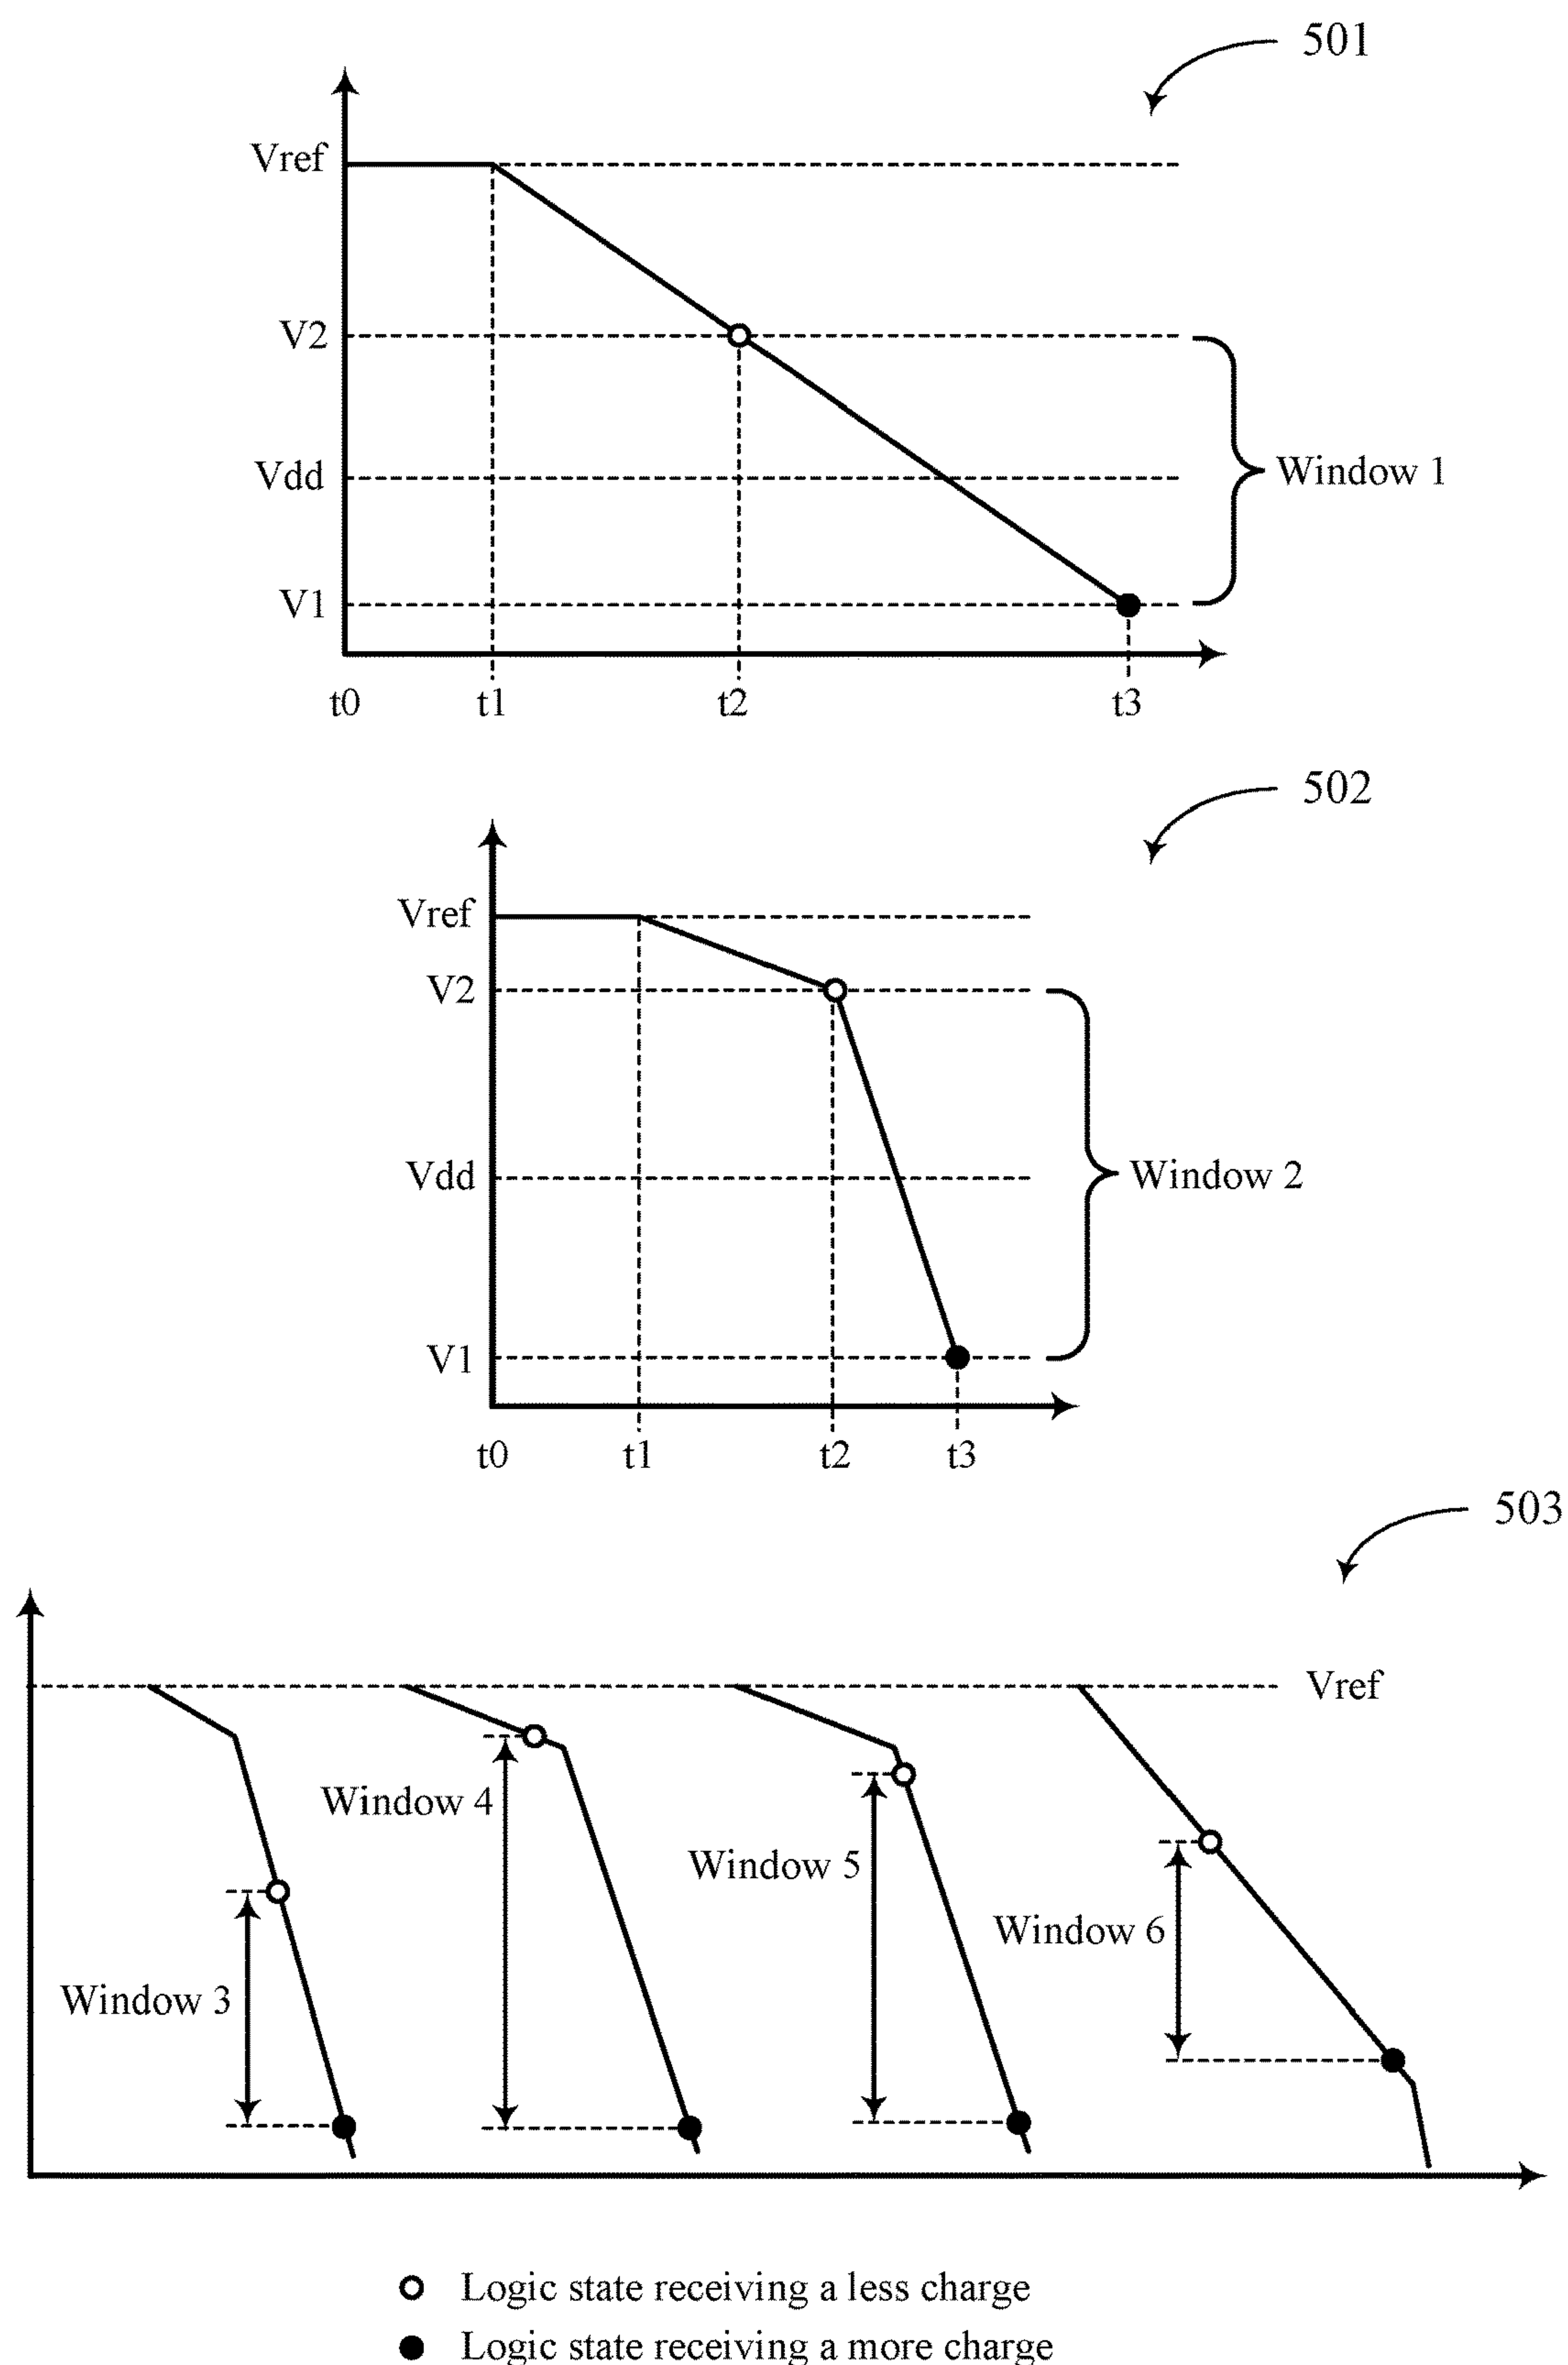 501
Vref
V2
Vdd
Window 1
V1
t0 t1 t2 t3
502
Vref
V2
Vdd
Window 2
V1
t0 t1 t2 t3
503
Vref
Window 4
Window 5
Window 6
Window 3
Logic state receiving a less charge
Logic state receiving a more charge